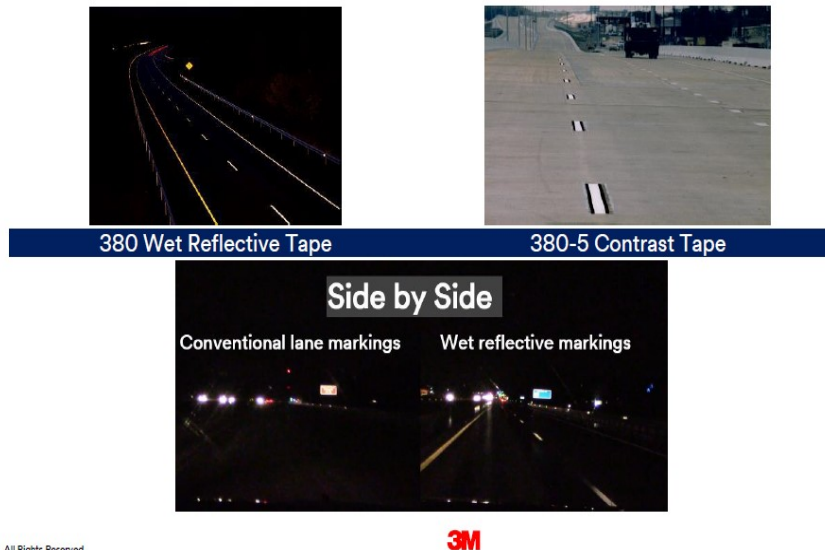 380 Wet Reflective Tape
380-5 Contrast Tape
Side by Side
Conventional lane markings
Wet reflective markings
All Rights Reserved
3M